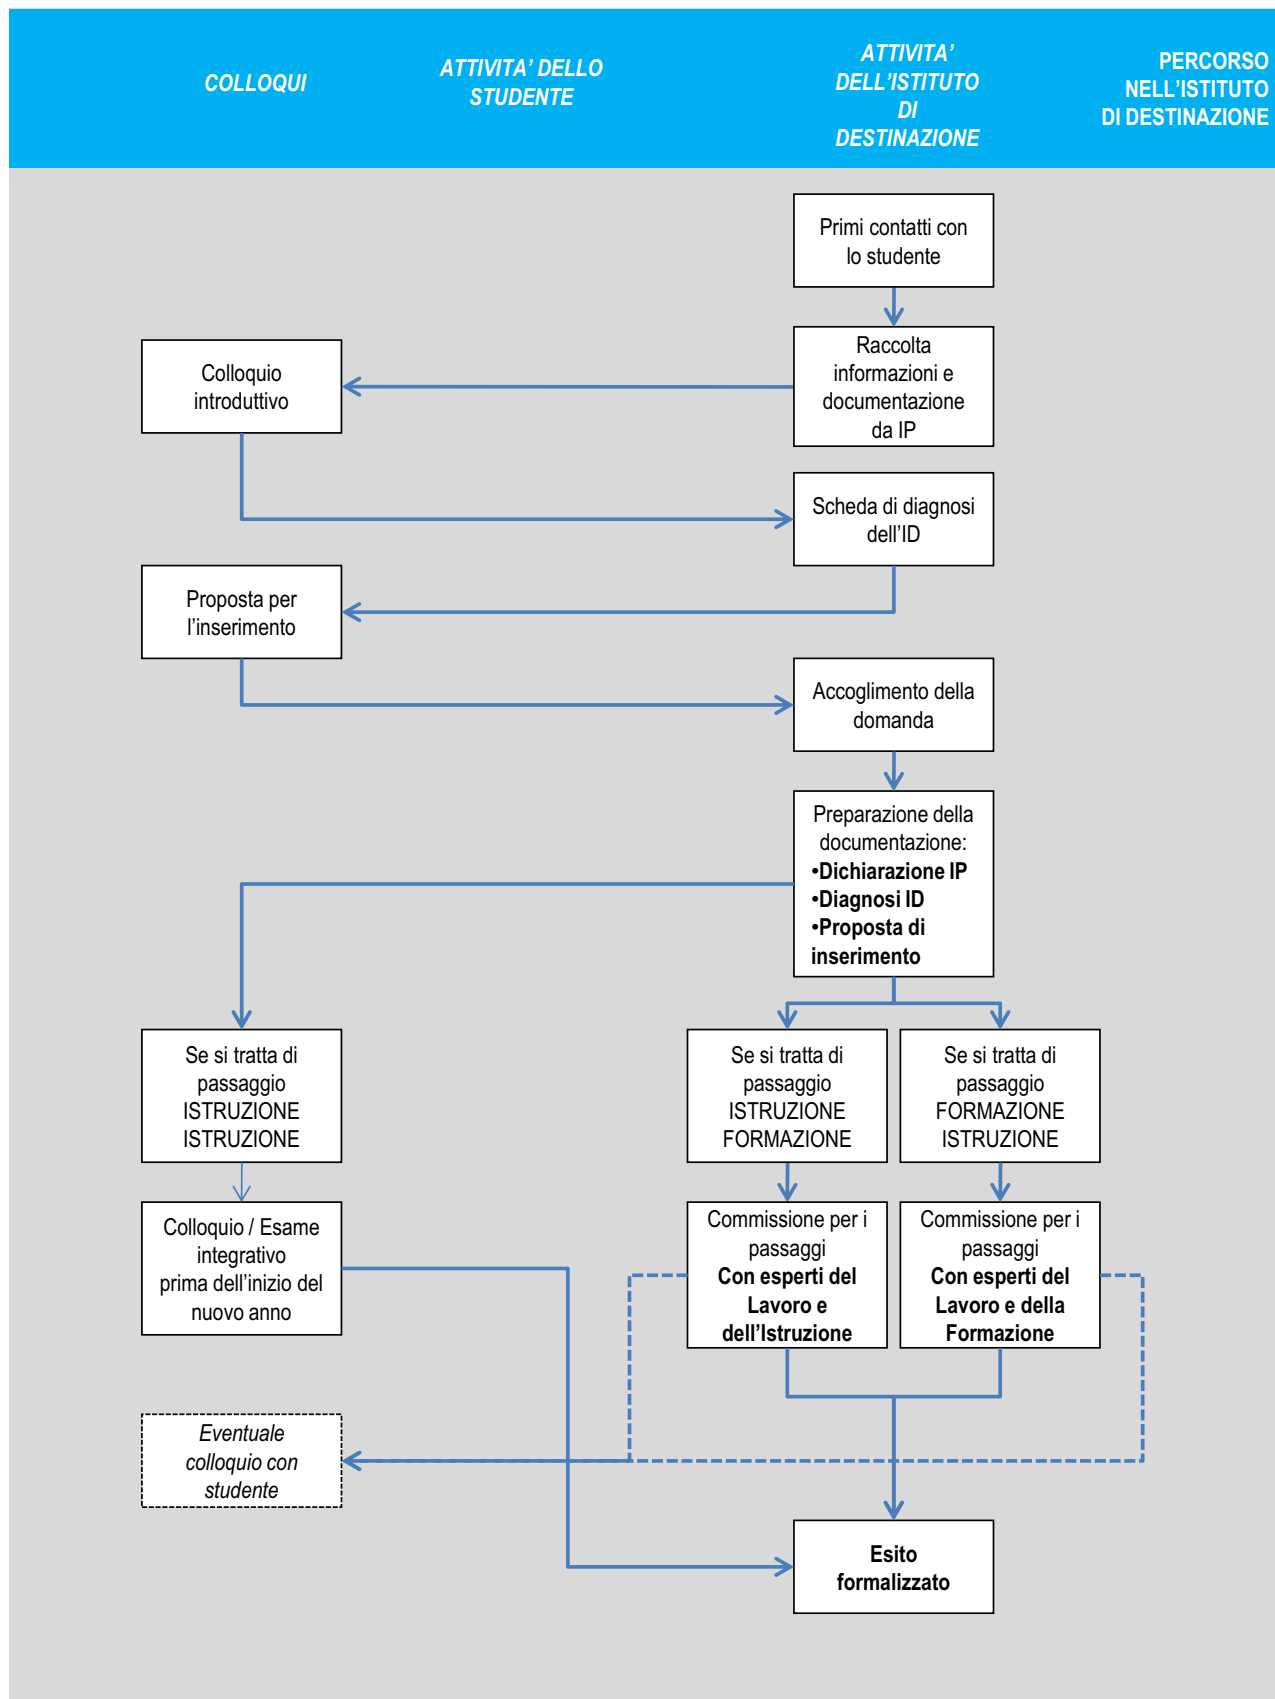 COLLOQUI
ATTIVITA’ DELLO
STUDENTE
ATTIVITA’
DELL’ISTITUTO
DI
DESTINAZIONE
PERCORSO
NELL’ISTITUTO
DI DESTINAZIONE
Primi contatti con
lo studente
Raccolta
informazioni e
documentazione
da IP
Colloquio
introduttivo
Scheda di diagnosi
dell’ID
Proposta per
l’inserimento
Accoglimento della
domanda
Preparazione della
documentazione:
•Dichiarazione IP
•Diagnosi ID
•Proposta di
inserimento
Se si tratta di
passaggio
ISTRUZIONE
ISTRUZIONE
Se si tratta di
passaggio
ISTRUZIONE
FORMAZIONE
Se si tratta di
passaggio
FORMAZIONE
ISTRUZIONE
Colloquio / Esame
integrativo
prima dell’inizio del
nuovo anno
Commissione per i
passaggi
Con esperti del
Lavoro e
dell’Istruzione
Commissione per i
passaggi
Con esperti del
Lavoro e della
Formazione
Eventuale
colloquio con
studente
Esito
formalizzato